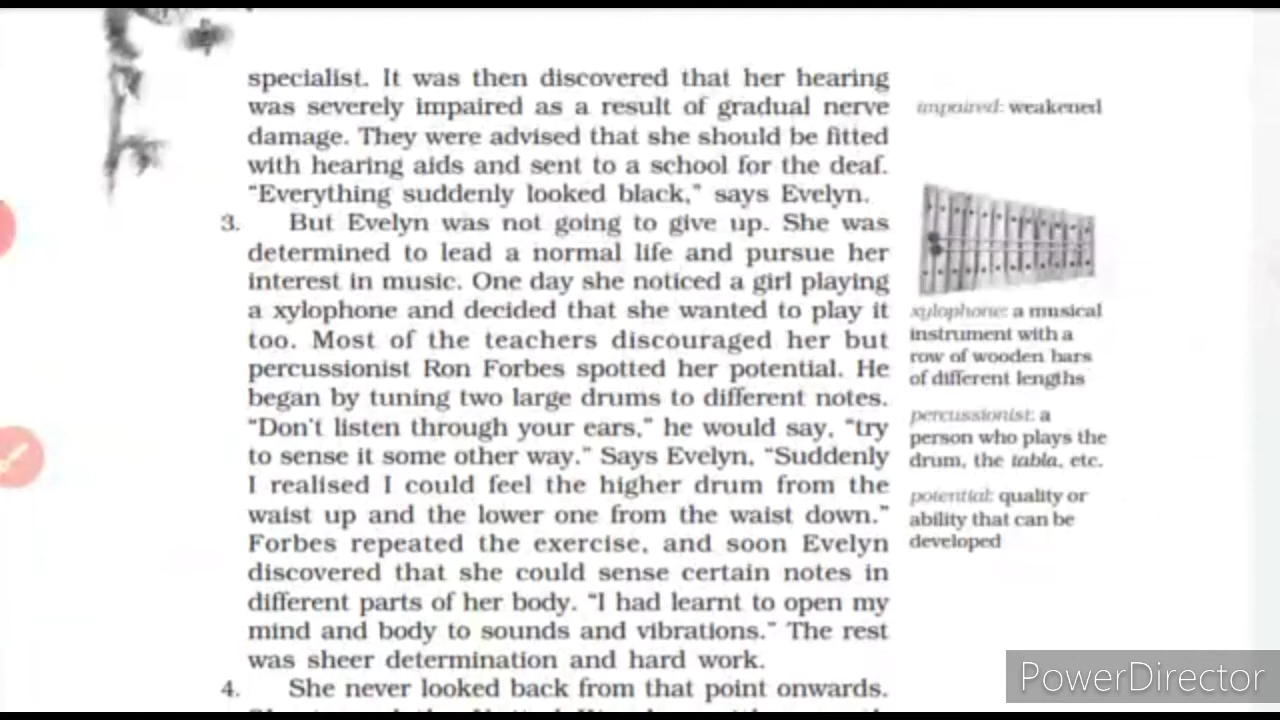 specialist. It was then discovered that her hearing
was severely impaired as a result of gradual nerve
damage. They were advised that she should be fitted
with hearing aids and sent to a school for the deaf.
"Everything suddenly looked black," says Evelyn.
3. But Evelyn was not going to give up. She was
determined to lead a normal life and pursue her
interest in music. One day she noticed a girl playing
a xylophone and decided that she wanted to play it
too. Most of the teachers discouraged her but
percussionist Ron Forbes spotted her potential. He
began by tuning two large drums to different notes.
"Don't listen through your ears," he would say, "try
to sense it some other way." Says Evelyn, "Suddenly
I realised I could feel the higher drum from the
waist up and the lower one from the waist down."
Forbes repeated the exercise, and soon Evelyn
discovered that she could sense certain notes in
different parts of her body. "I had learnt to open my
mind and body to sounds and vibrations." The rest
was sheer determination and hard work.
4. She never looked back from that point onwards.
impaired: weakened
xylophone: a musical
instrument with a
row of wooden bars
of different lengths
percussionist: a
person who plays the
drum, the tabla, etc.
potential: quality or
ability that can be
developed
PowerDirector